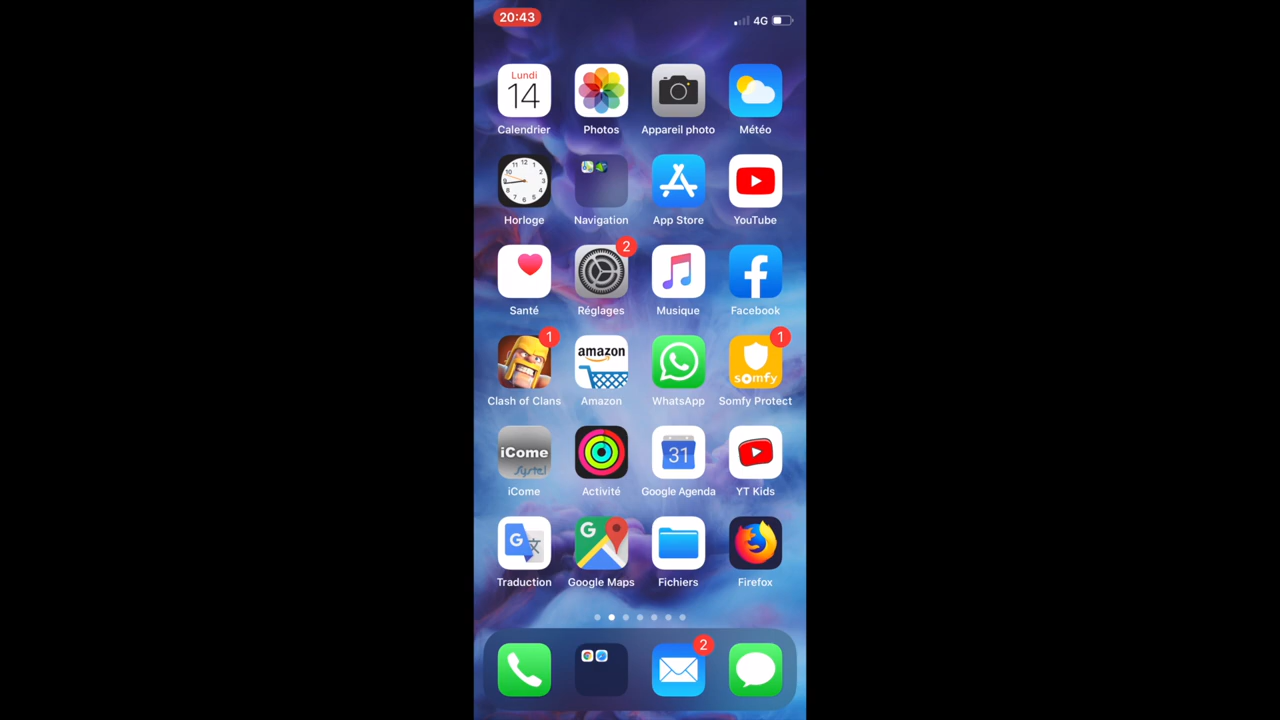 20:43
4G
Lundi
14
Calendrier
Photos
Appareil photo
Météo
Horloge
Navigation
App Store
YouTube
2
Santé
Réglages
Musique
Facebook
1
amazon
1
somfy
Clash of Clans
Amazon
WhatsApp
Somfy Protect
iCome
Systel
31
iCome
Activité
Google Agenda
YT Kids
G
文
G
Traduction
Google Maps
Fichiers
Firefox
2